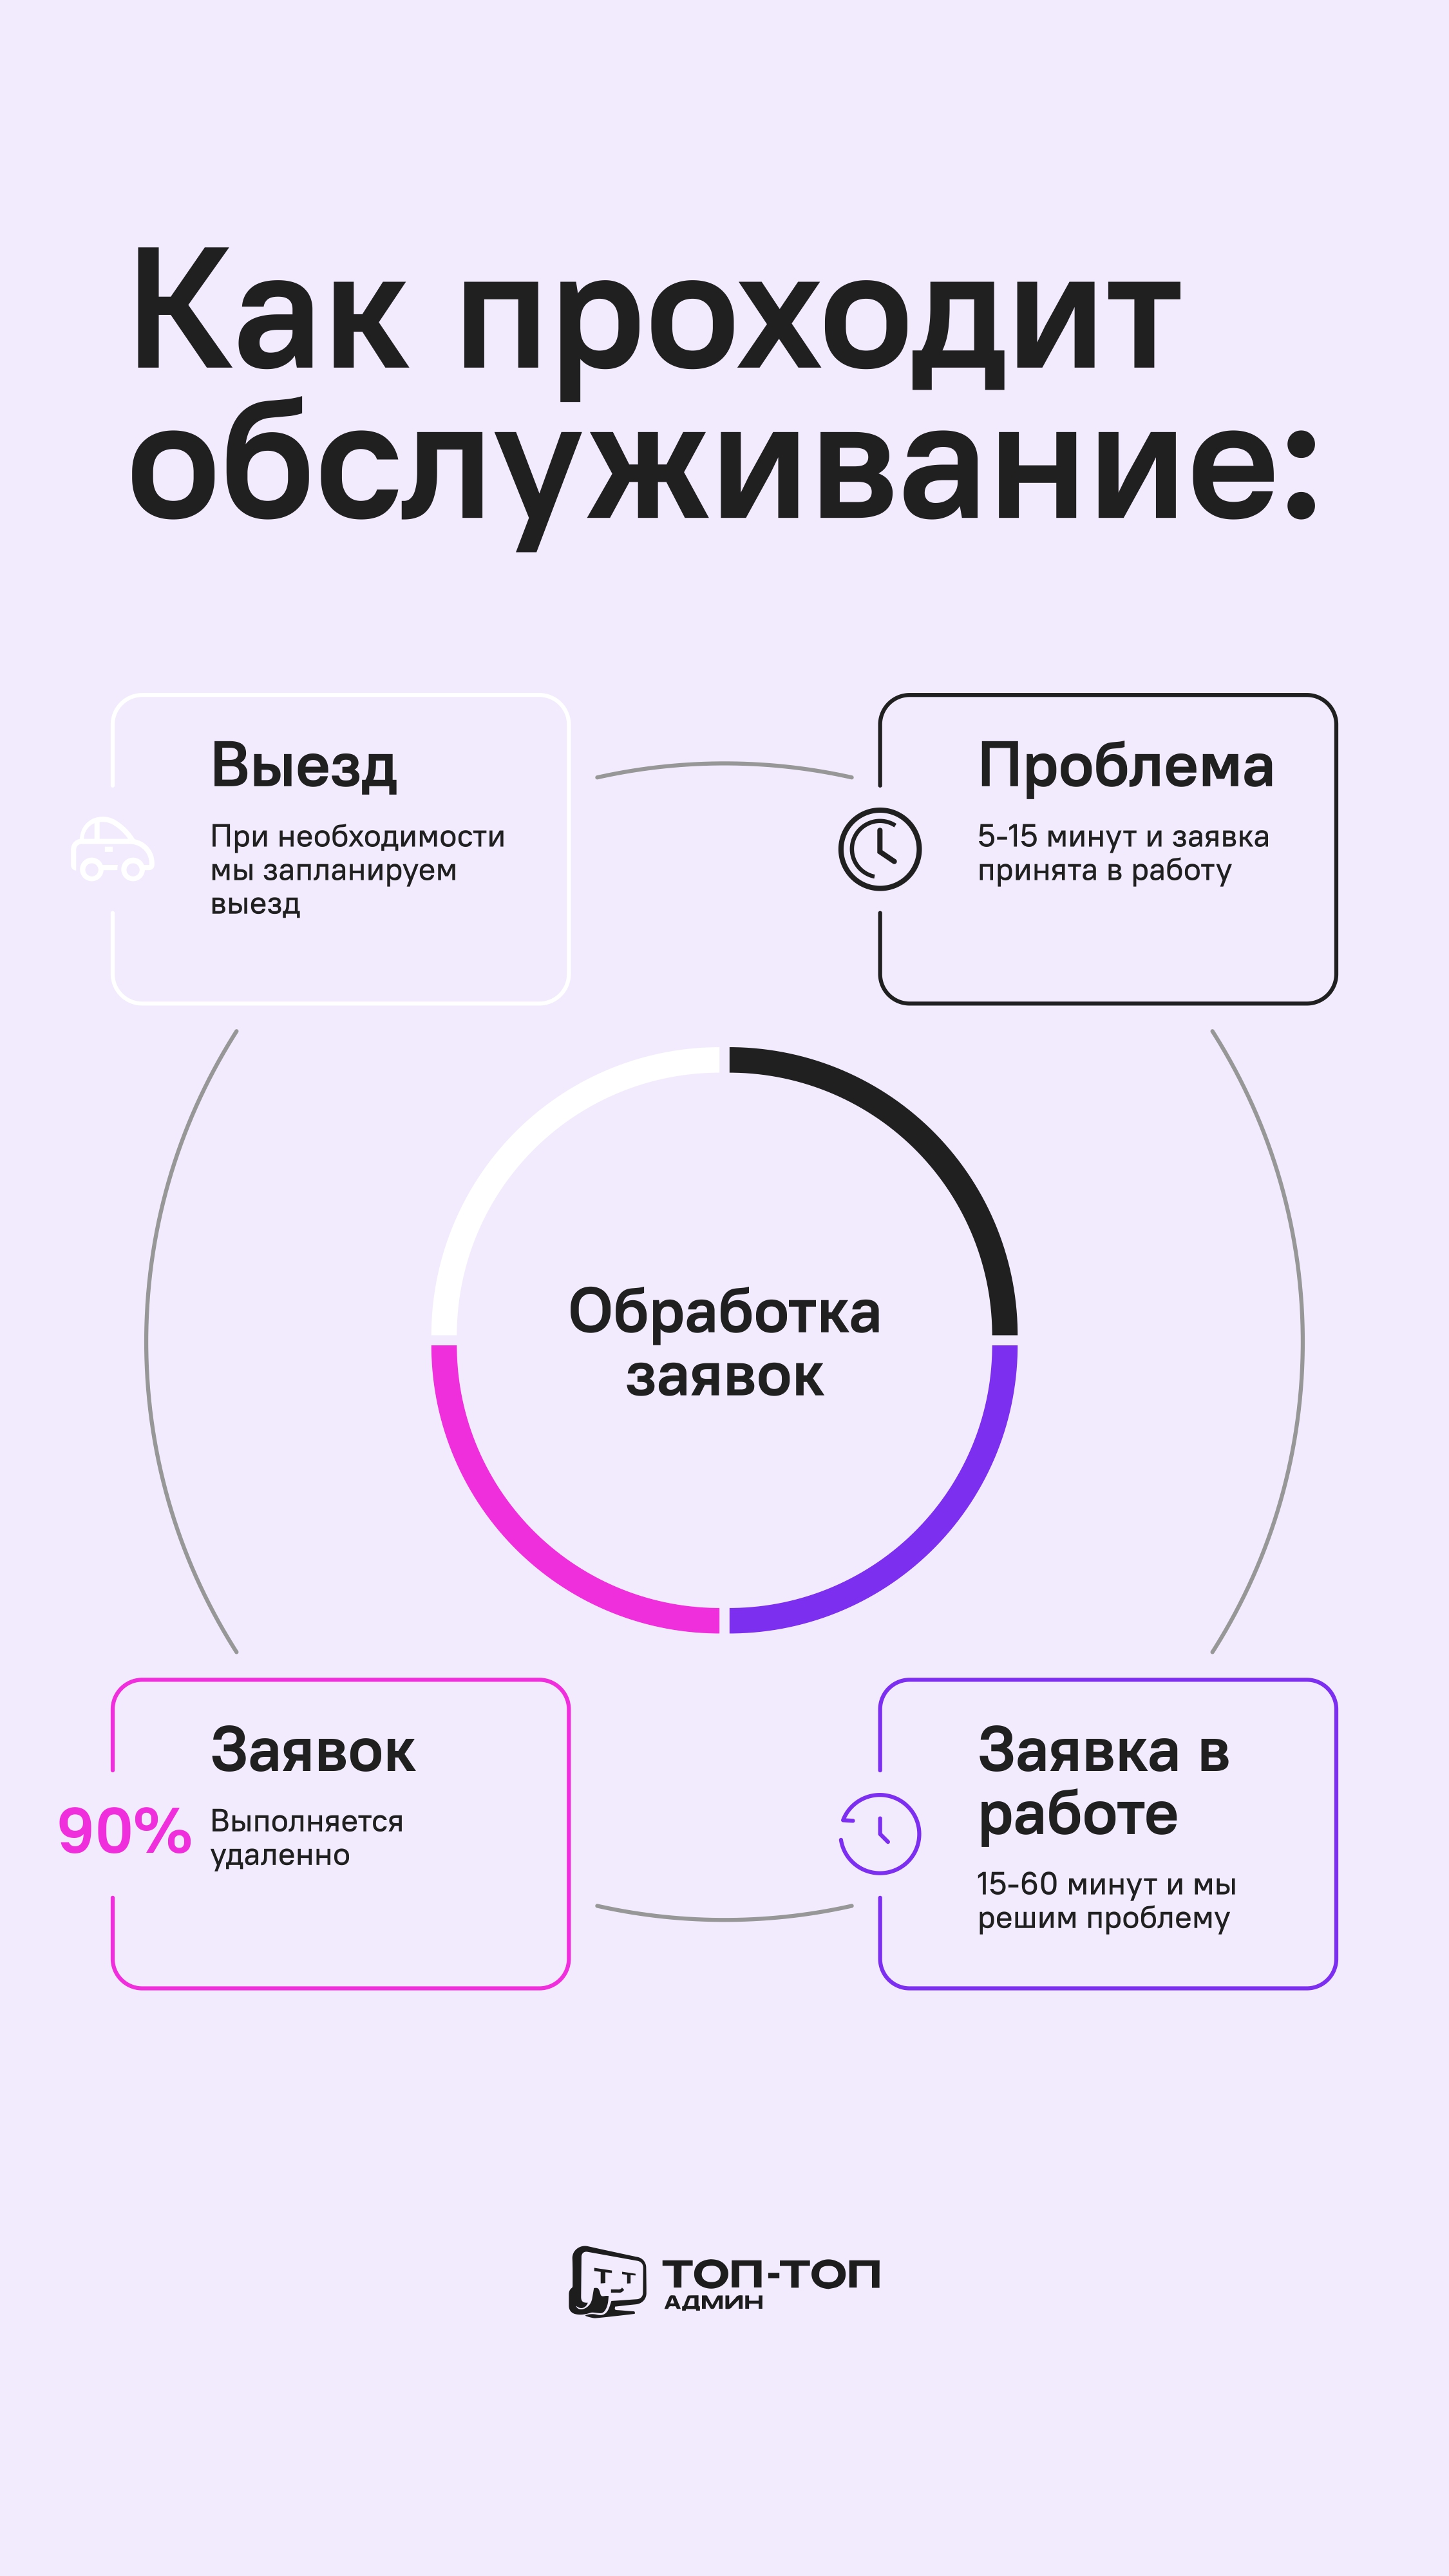 Как проходит
обслуживание:
Выезд
При необходимости
мы запланируем
выезд
Проблема
5-15 минут и заявка
принята в работу
Обработка
заявок
90%
Заявок
Выполняется
удаленно
Заявка в
работе
15-60 минут и мы
решим проблему
ТОП-ТОП
АДМИН